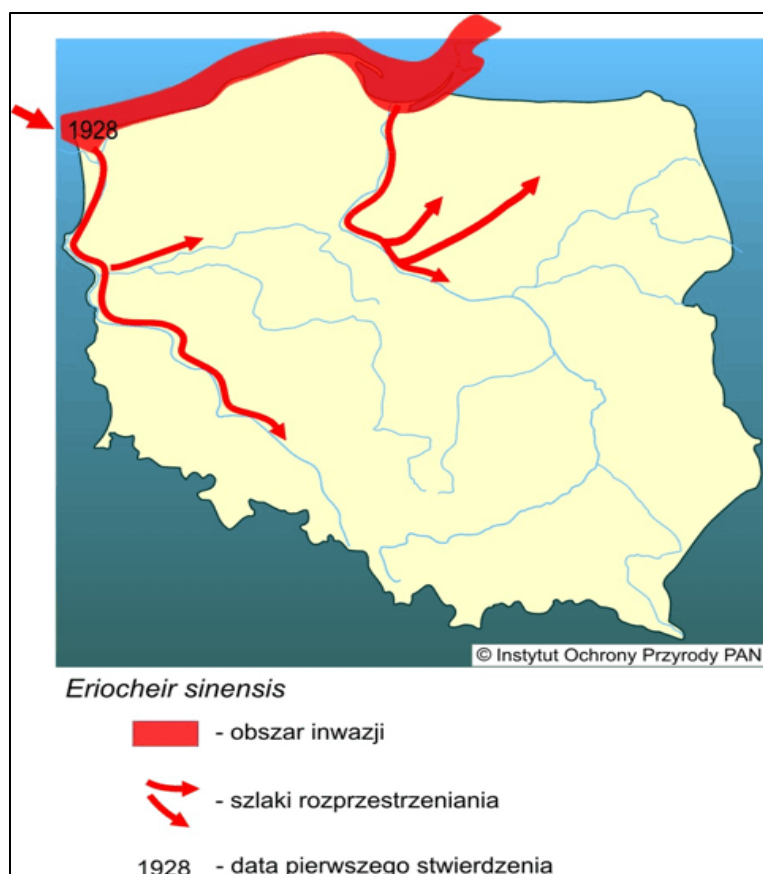 1928
© Instytut Ochrony Przyrody PAN
Eriocheir sinensis
- obszar inwazji
- szlaki rozprzestrzeniania
1928 - data pierwszego stwierdzenia